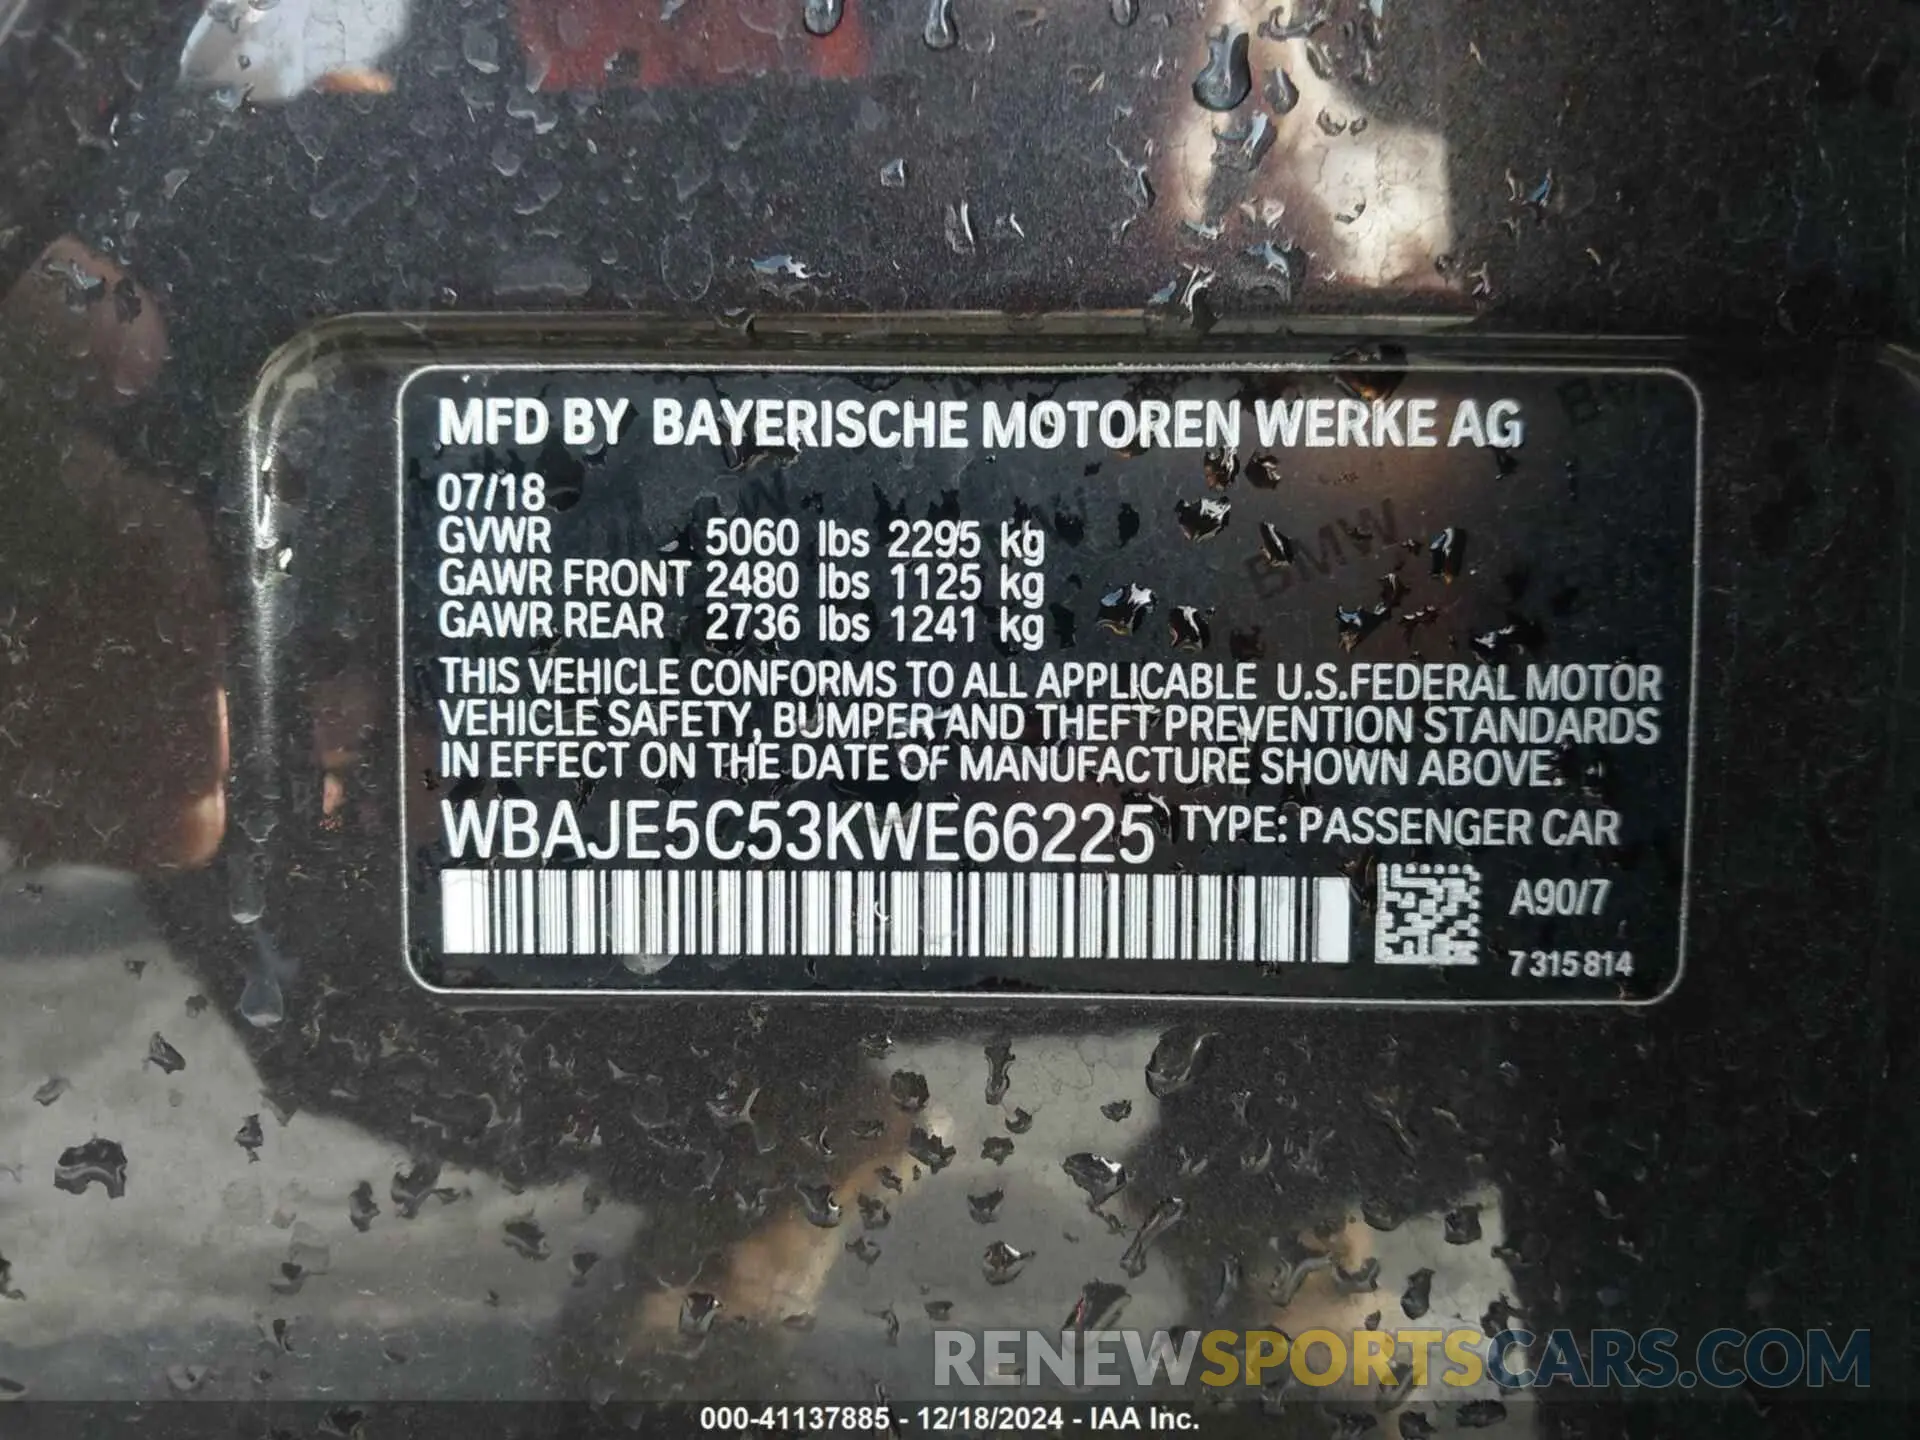 MFD BY BAYERISCHE MOTOREN WERKE AG
07/18
GVWR 5060 lbs 2295 kg
GAWR FRONT 2480 lbs 1125 kg
GAWR REAR 2736 lbs 1241 kg
THIS VEHICLE CONFORMS TO ALL APPLICABLE U.S.FEDERAL MOTOR
VEHICLE SAFETY, BUMPER AND THEFT PREVENTION STANDARDS
IN EFFECT ON THE DATE OF MANUFACTURE SHOWN ABOVE.
WBAJE5C53KWE66225 TYPE: PASSENGER CAR
A90/7
7315814
BMW
RENEWSPORTSCARS.COM
000-41137885 - 12/18/2024 - IAA Inc.